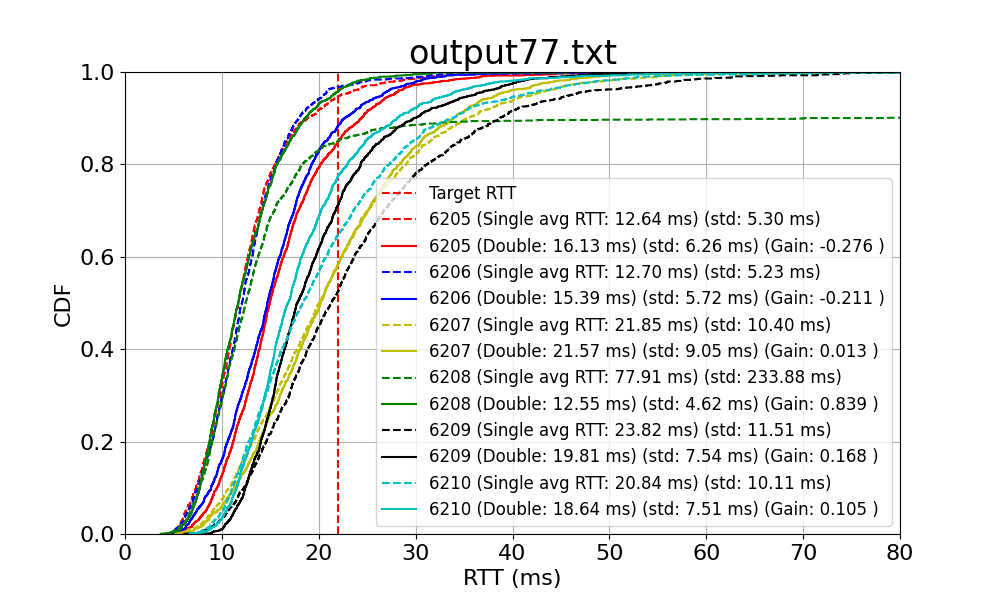 output77.txt
1.0
0.8
0.6
0.4
0.2
0.0
CDF
Target RTT
6205 (Single avg RTT: 12.64 ms) (std: 5.30 ms)
6205 (Double: 16.13 ms) (std: 6.26 ms) (Gain: -0.276 )
6206 (Single avg RTT: 12.70 ms) (std: 5.23 ms)
6206 (Double: 15.39 ms) (std: 5.72 ms) (Gain: -0.211 )
6207 (Single avg RTT: 21.85 ms) (std: 10.40 ms)
6207 (Double: 21.57 ms) (std: 9.05 ms) (Gain: 0.013 )
6208 (Single avg RTT: 77.91 ms) (std: 233.88 ms)
6208 (Double: 12.55 ms) (std: 4.62 ms) (Gain: 0.839 )
6209 (Single avg RTT: 23.82 ms) (std: 11.51 ms)
6209 (Double: 19.81 ms) (std: 7.54 ms) (Gain: 0.168 )
6210 (Single avg RTT: 20.84 ms) (std: 10.11 ms)
6210 (Double: 18.64 ms) (std: 7.51 ms) (Gain: 0.105 )
0 10 20 30 40 50 60 70 80
RTT (ms)